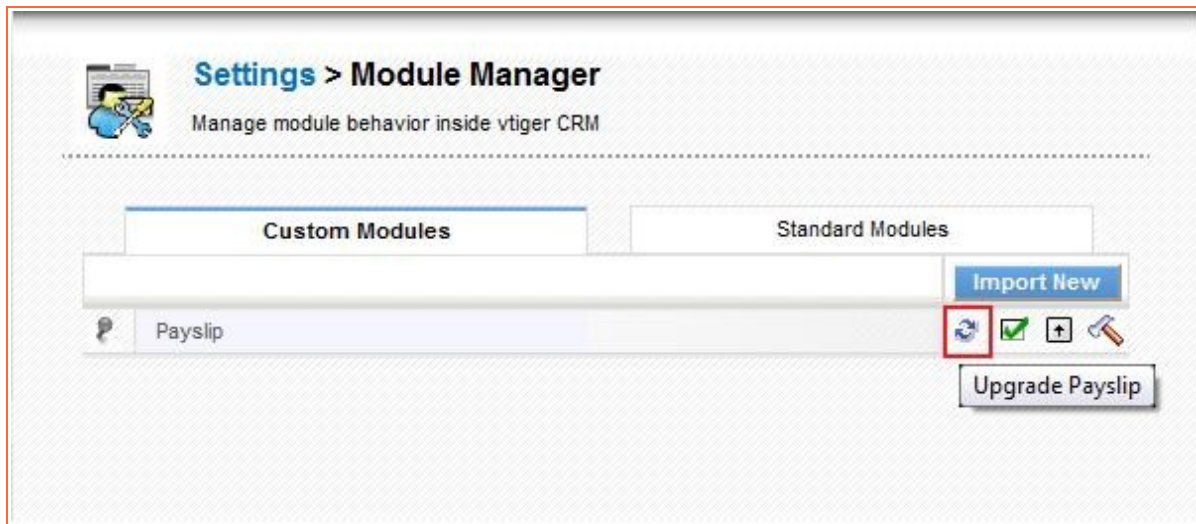 Settings > Module Manager
Manage module behavior inside vtiger CRM
Custom Modules
Standard Modules
Import New
Payslip
Upgrade Payslip